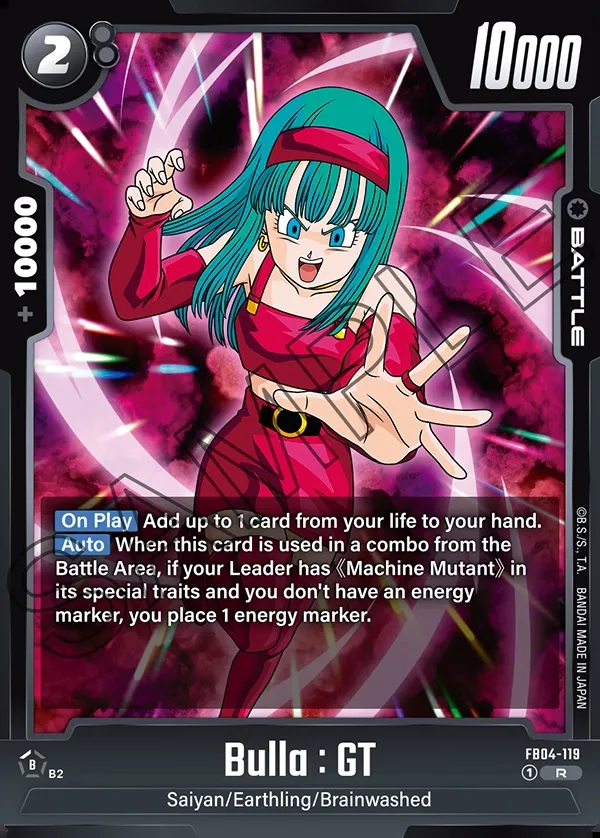 2
10000
+ 10000
BATTLE
SAMPLE
On Play Add up to 1 card from your life to your hand.
Auto When this card is used in a combo from the
Battle Area, if your Leader has 《Machine Mutant》 in
its special traits and you don't have an energy
marker, you place 1 energy marker.
©B.S./S., T.A. BANDAI MADE IN JAPAN
B
B2
Bulla : GT
FB04-119
1 R
Saiyan/Earthling/Brainwashed